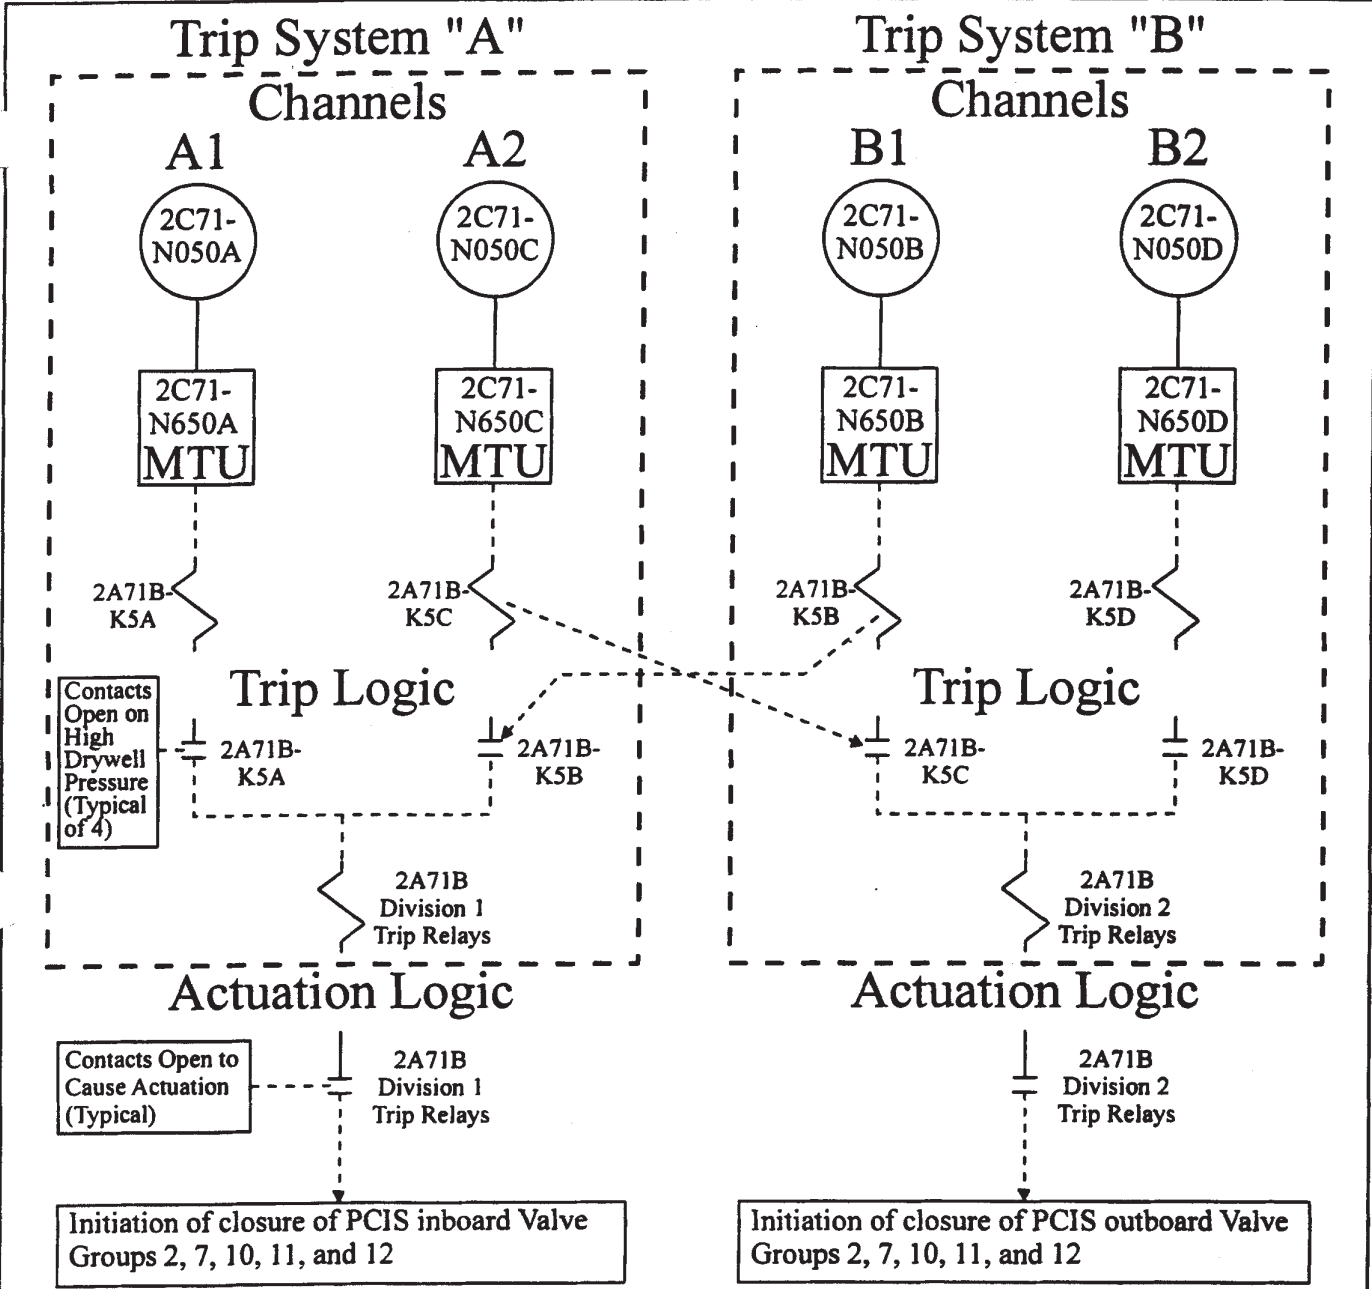 Trip System "A"
Trip System "B"
Channels
Channels
A1
A2
B1
B2
2C71-
N050A
2C71-
N050C
2C71-
N050B
2C71-
N050D
2C71-
N650A
MTU
2C71-
N650C
MTU
2C71-
N650B
MTU
2C71-
N650D
MTU
2A71B-
K5A
2A71B-
K5C
2A71B-
K5B
2A71B-
K5D
Trip Logic
Trip Logic
Contacts
Open on
High
Drywell
Pressure
(Typical
of 4)
2A71B-
K5A
2A71B-
K5B
2A71B-
K5C
2A71B-
K5D
2A71B
Division 1
Trip Relays
2A71B
Division 2
Trip Relays
Actuation Logic
Actuation Logic
Contacts Open to
Cause Actuation
(Typical)
2A71B
Division 1
Trip Relays
2A71B
Division 2
Trip Relays
Initiation of closure of PCIS inboard Valve
Groups 2, 7, 10, 11, and 12
Initiation of closure of PCIS outboard Valve
Groups 2, 7, 10, 11, and 12